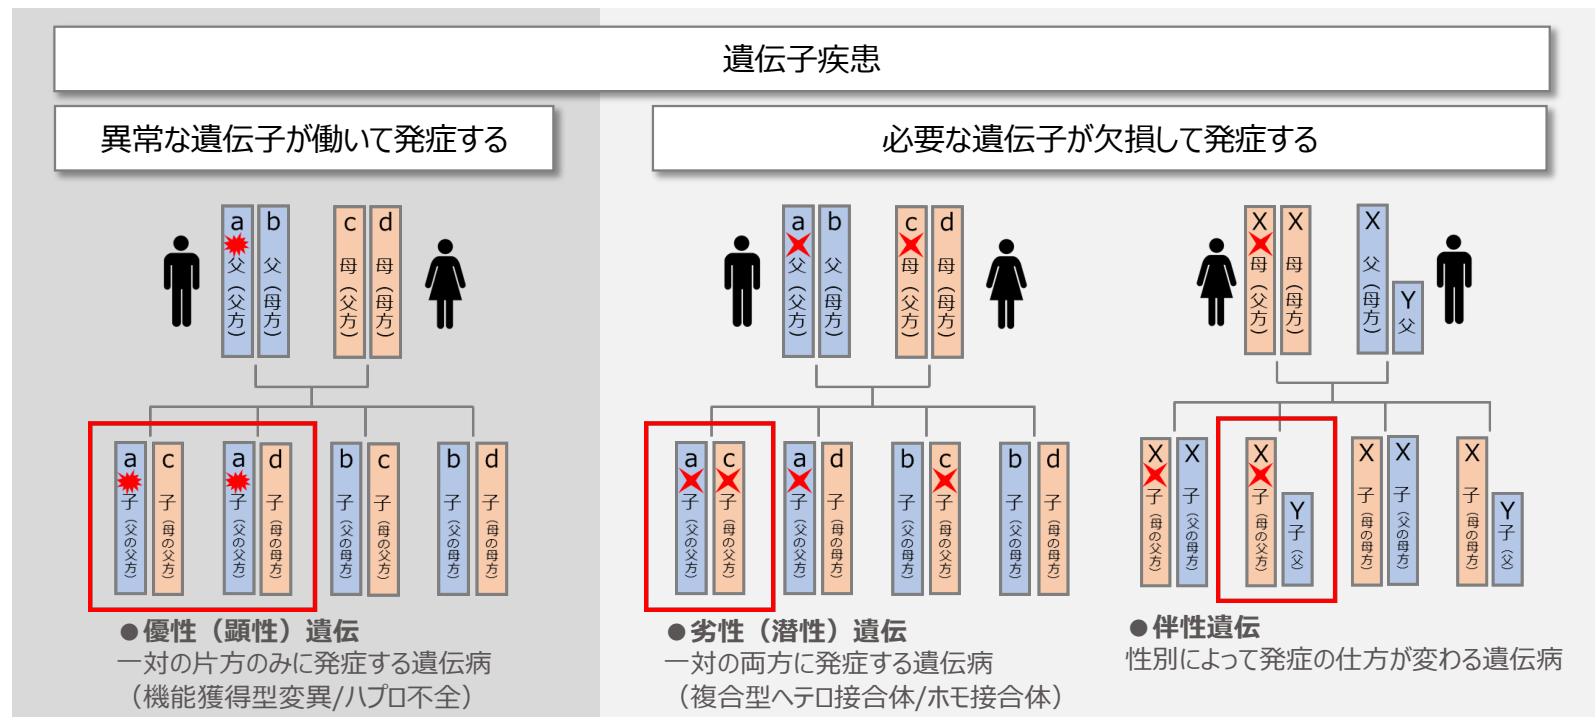 遺伝子疾患
異常な遺伝子が働いて発症する
必要な遺伝子が欠損して発症する
a 父（父方）
b 父（母方）
c 母（父方）
d 母（母方）
a 父（父方）
b 父（母方）
c 母（父方）
d 母（母方）
X 母（父方）
X 母（母方）
X 父（母方）
Y 父
a 子（父の父方）
c 子（母の父方）
a 子（父の父方）
d 子（母の母方）
b 子（父の母方）
c 子（母の父方）
b 子（父の母方）
d 子（母の母方）
a 子（父の父方）
c 子（母の父方）
a 子（父の父方）
d 子（母の母方）
b 子（父の母方）
c 子（母の父方）
b 子（父の母方）
d 子（母の母方）
X 子（母の父方）
X 子（父の母方）
X 子（母の父方）
Y 子（父）
X 子（母の母方）
X 子（父の母方）
X 子（母の母方）
Y 子（父）
●優性（顕性）遺伝
一対の片方のみに発症する遺伝病
（機能獲得型変異/ハプロ不全）
●劣性（潜性）遺伝
一対の両方に発症する遺伝病
（複合型ヘテロ接合体/ホモ接合体）
●伴性遺伝
性別によって発症の仕方が変わる遺伝病